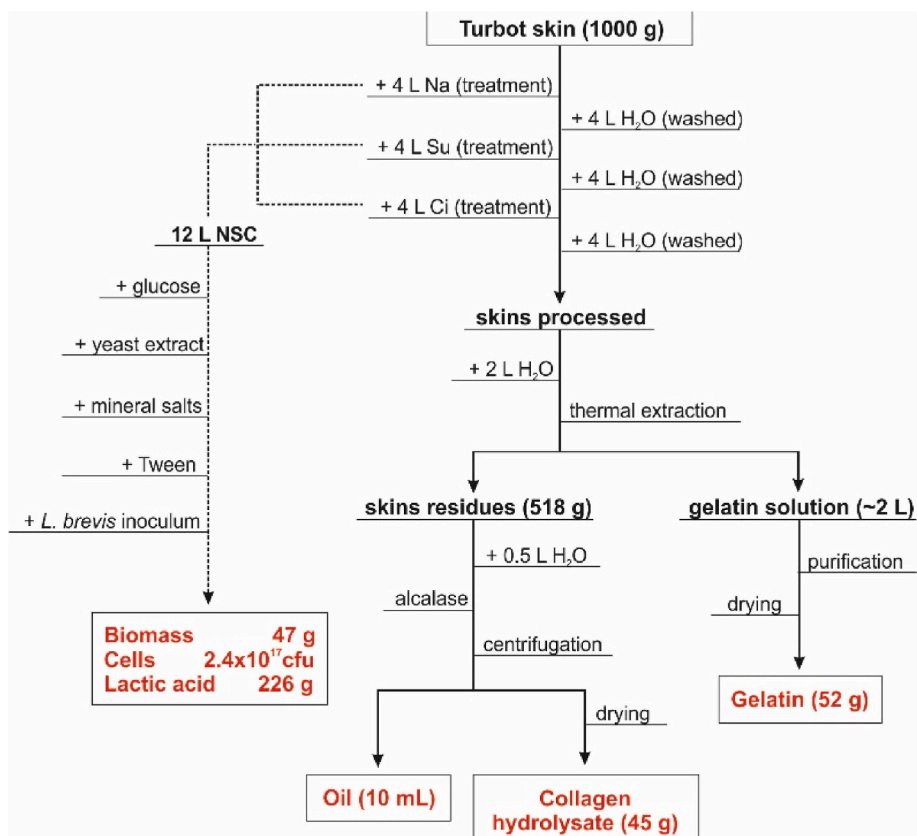 Turbot skin (1000 g)
+ 4 L Na (treatment)
+ 4 L H₂O (washed)
+ 4 L Su (treatment)
+ 4 L H₂O (washed)
+ 4 L Ci (treatment)
+ 4 L H₂O (washed)
12 L NSC
+ glucose
+ yeast extract
+ mineral salts
+ Tween
+ L. brevis inoculum
Biomass 47 g
Cells 2.4x10¹⁷cfu
Lactic acid 226 g
skins processed
+ 2 L H₂O
thermal extraction
skins residues (518 g)
+ 0.5 L H₂O
alcalase
centrifugation
drying
Oil (10 mL)
Collagen
hydrolysate (45 g)
gelatin solution (~2 L)
purification
drying
Gelatin (52 g)